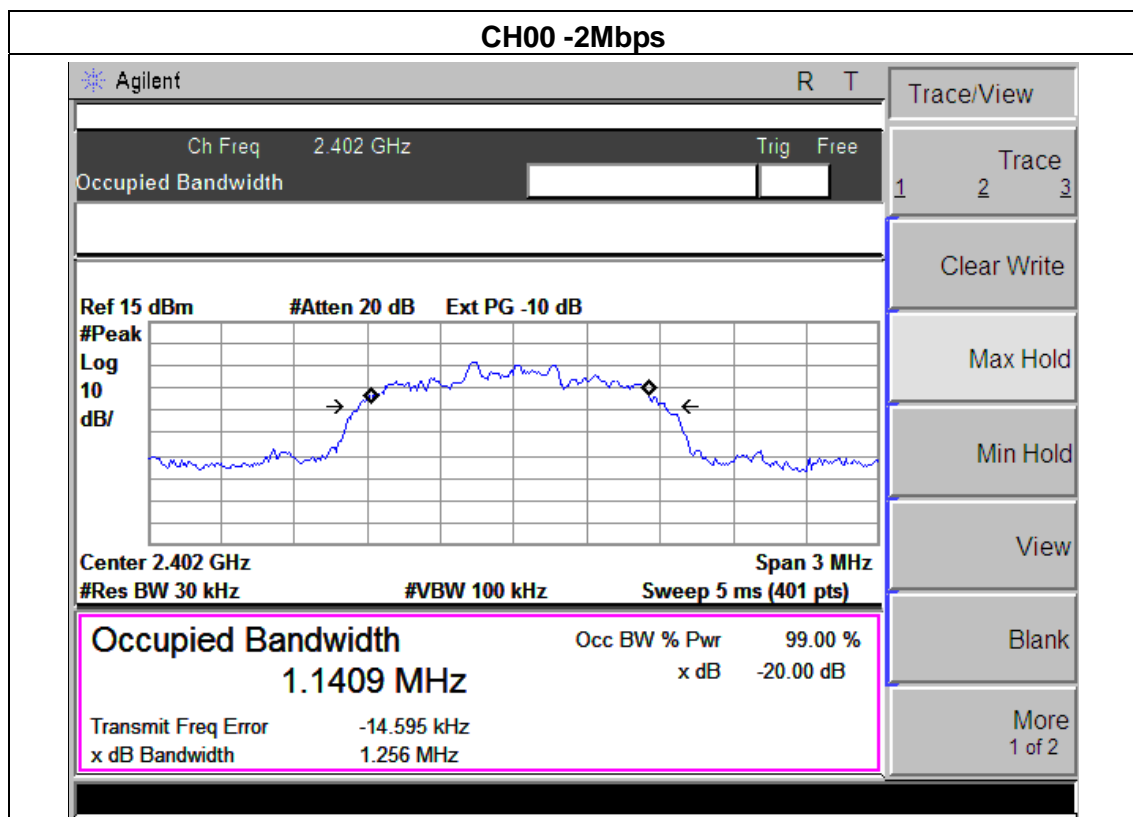 CH00 -2Mbps
Agilent R T
Trace/View
Ch Freq 2.402 GHz Trig Free
Occupied Bandwidth
Trace
1 2 3
Clear Write
Ref 15 dBm #Atten 20 dB Ext PG -10 dB
#Peak
Log
10
dB/
Max Hold
Min Hold
View
Center 2.402 GHz Span 3 MHz
#Res BW 30 kHz #VBW 100 kHz Sweep 5 ms (401 pts)
Occupied Bandwidth Occ BW % Pwr 99.00 %
1.1409 MHz x dB -20.00 dB
Transmit Freq Error -14.595 kHz
x dB Bandwidth 1.256 MHz
Blank
More
1 of 2